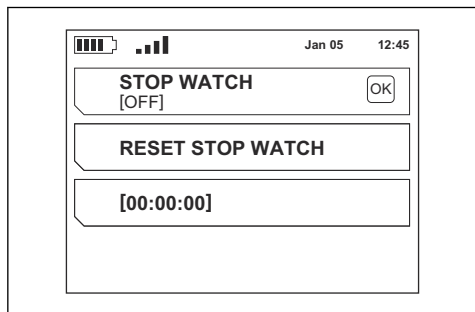 Jan 05 12:45
STOP WATCH
[OFF]
OK
RESET STOP WATCH
[00:00:00]